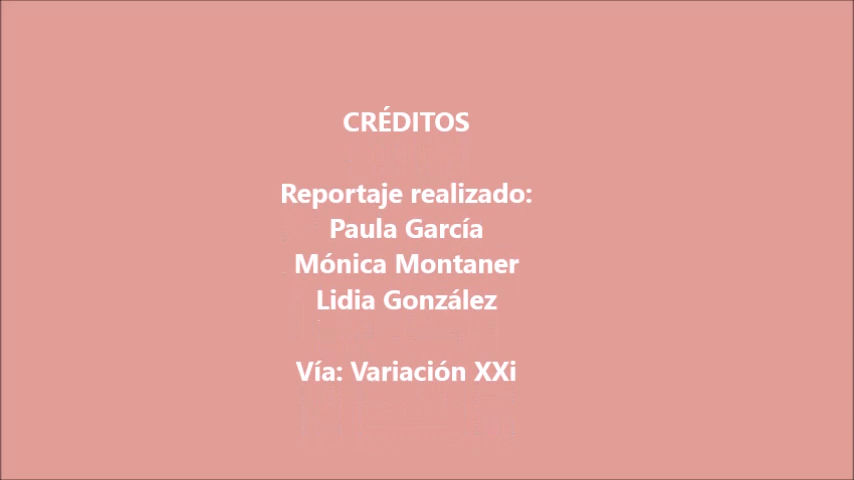 CRÉDITOS
Reportaje realizado:
Paula García
Mónica Montaner
Lidia González
Vía: Variación XXi